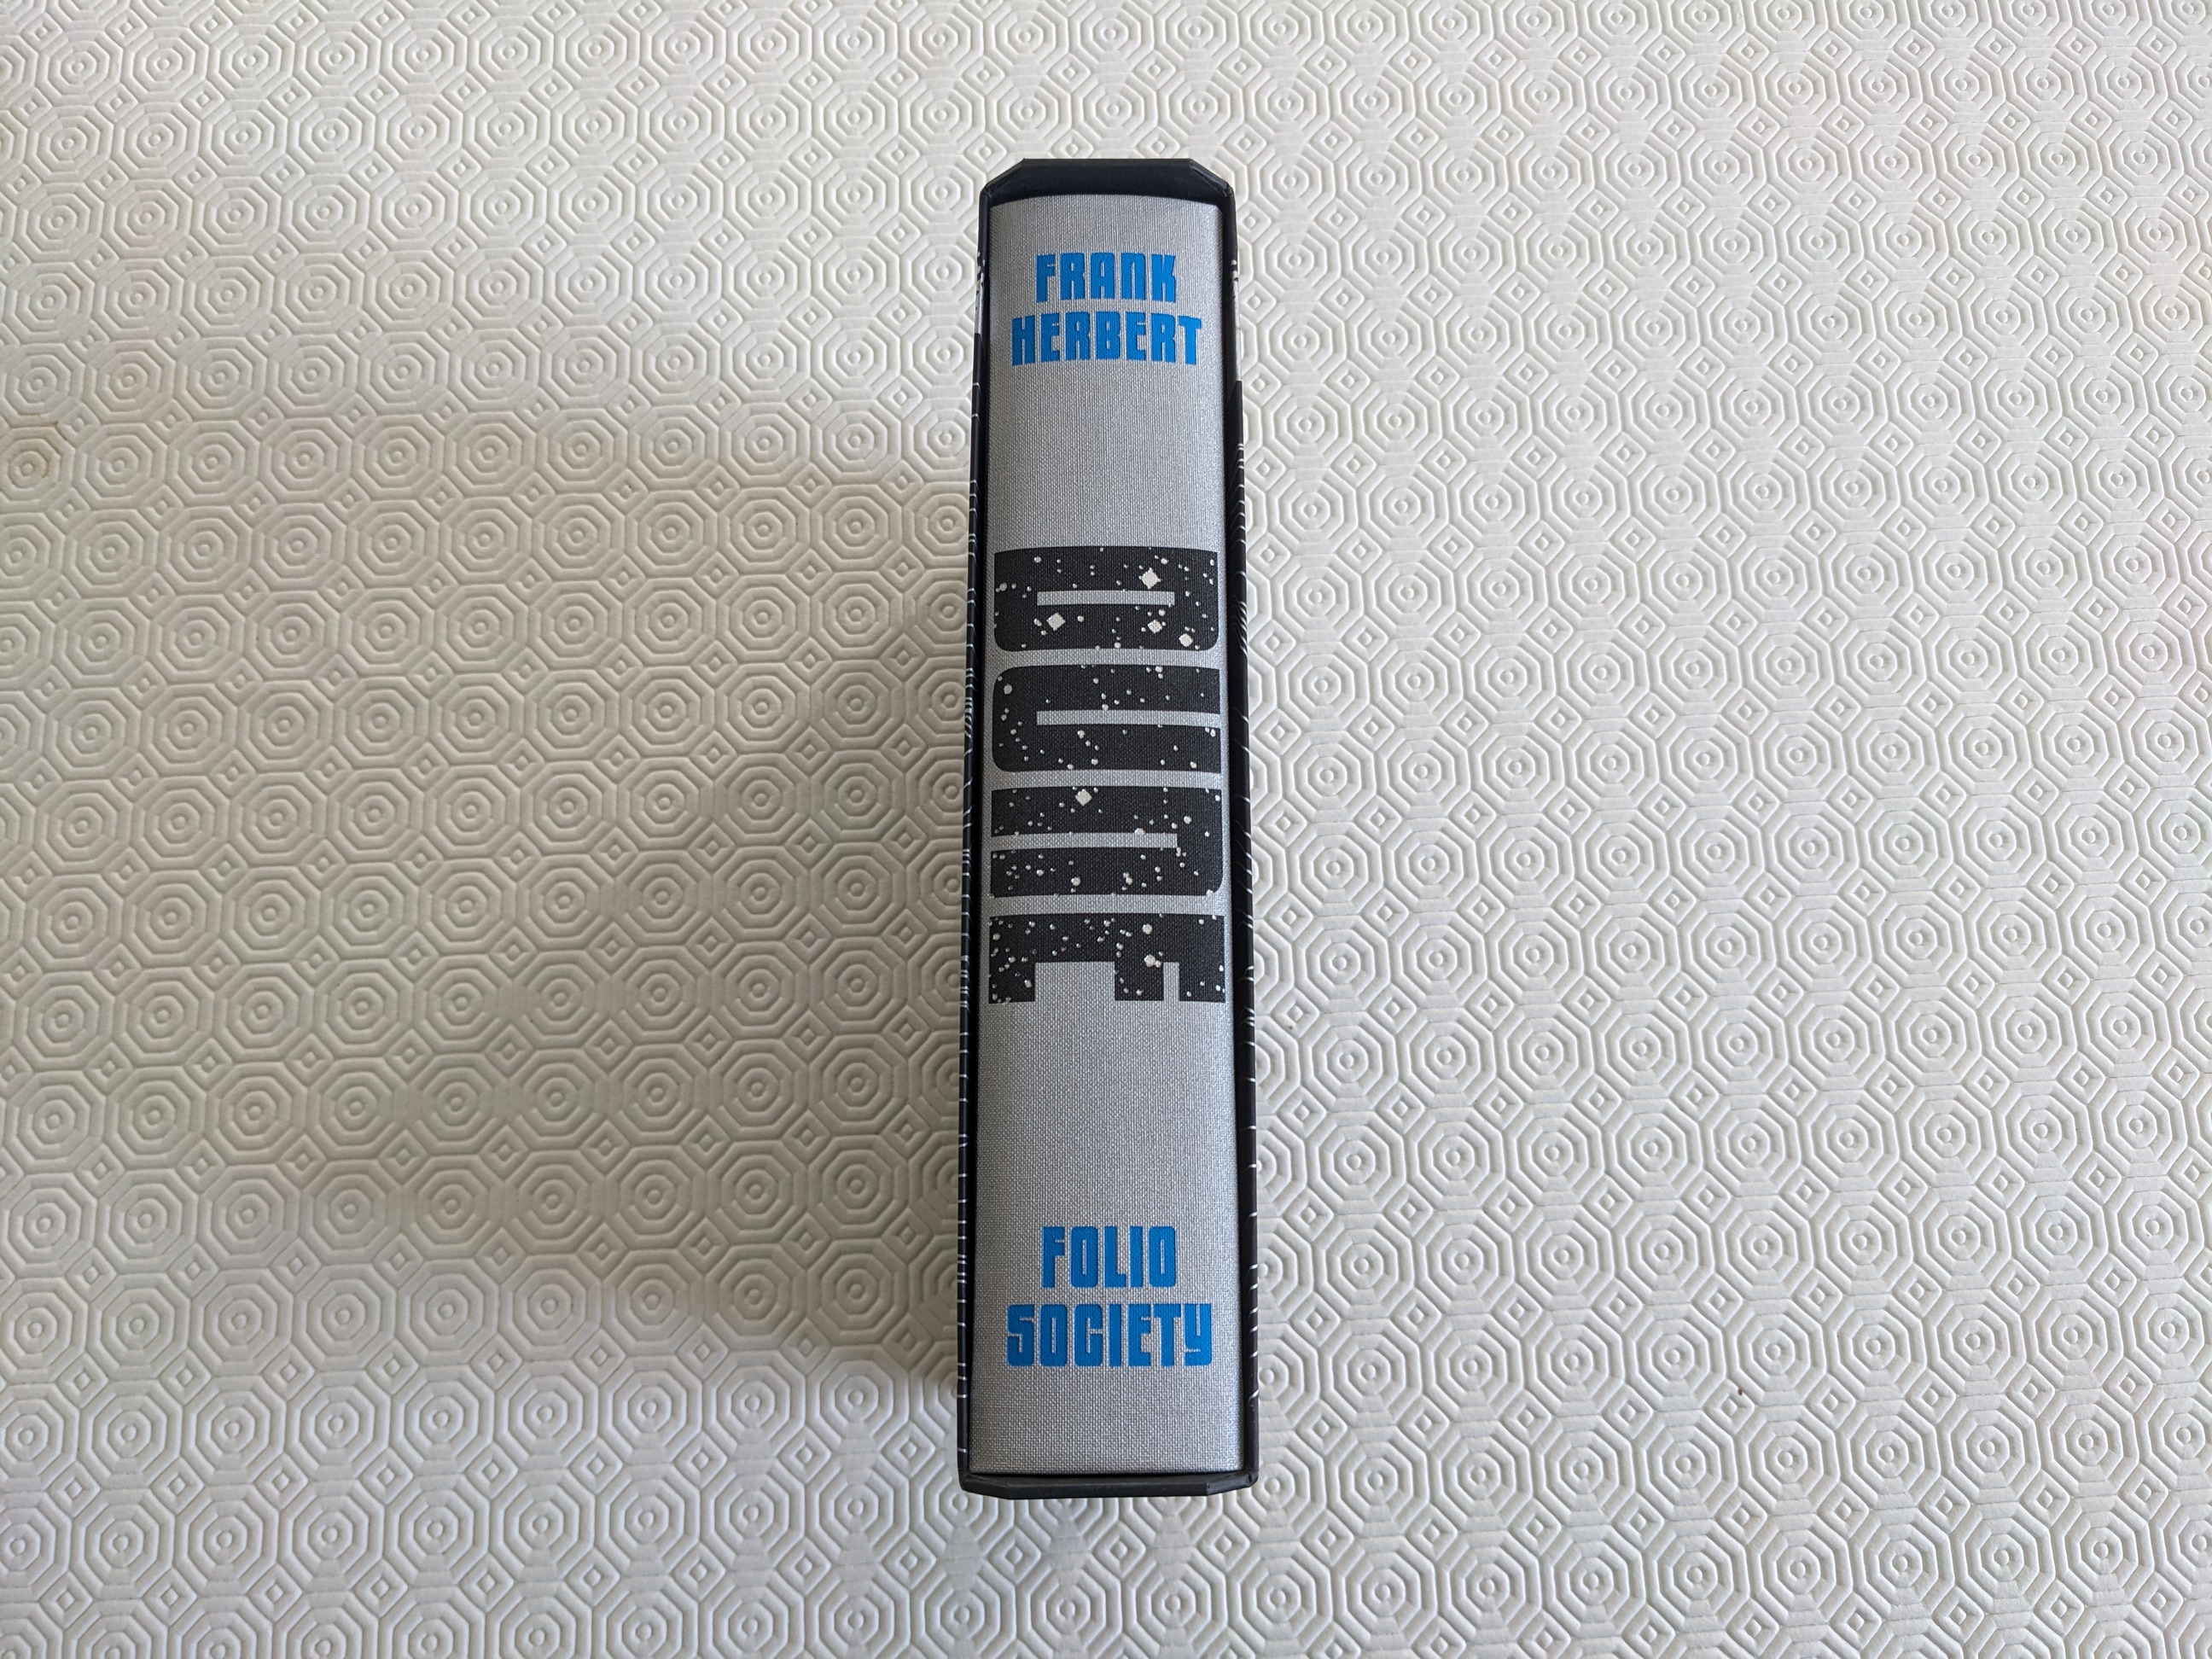 FRANK
HERBERT
DUNE
FOLIO
SOCIETY